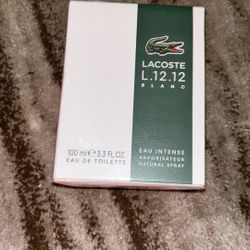 LACOSTE
L.12.12
BLANC
100 ml ℮ 3.3 FL.OZ.
EAU DE TOILETTE
EAU INTENSE
VAPORISATEUR
NATURAL SPRAY